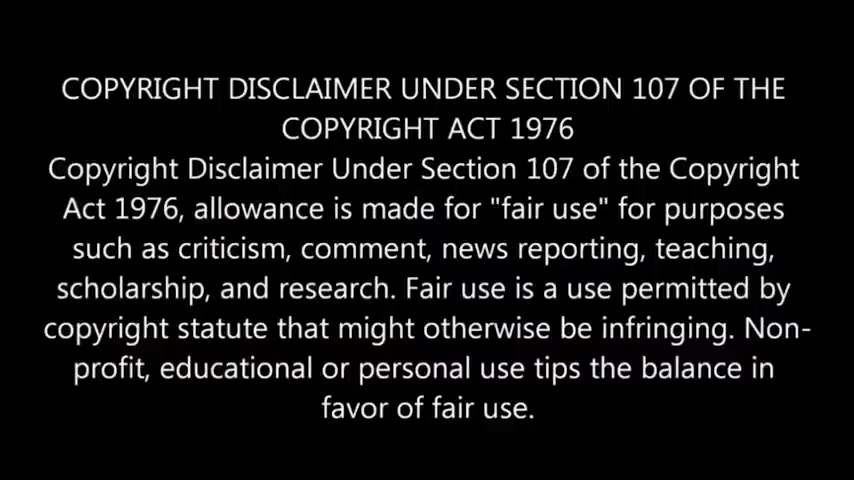 COPYRIGHT DISCLAIMER UNDER SECTION 107 OF THE
COPYRIGHT ACT 1976
Copyright Disclaimer Under Section 107 of the Copyright
Act 1976, allowance is made for "fair use" for purposes
such as criticism, comment, news reporting, teaching,
scholarship, and research. Fair use is a use permitted by
copyright statute that might otherwise be infringing. Non-
profit, educational or personal use tips the balance in
favor of fair use.